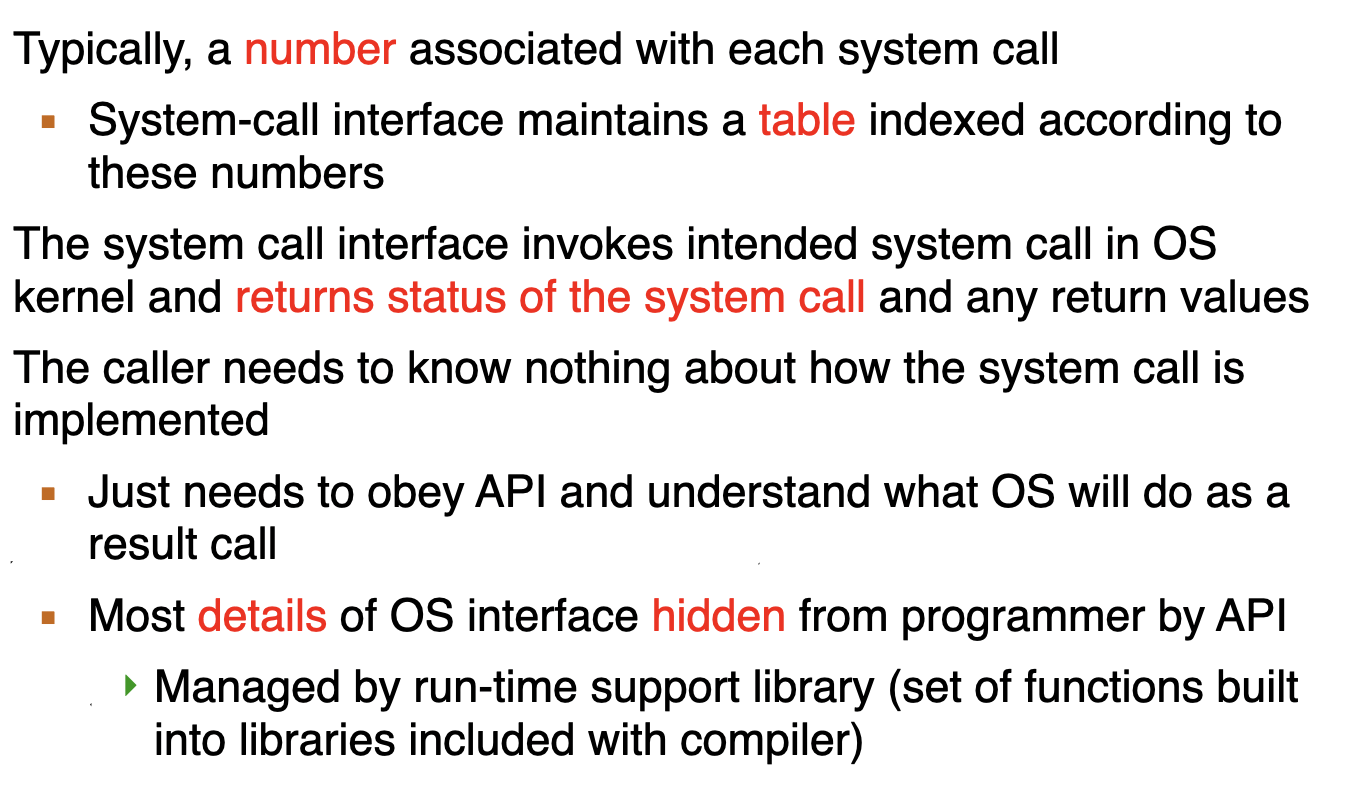 Typically, a number associated with each system call
System-call interface maintains a table indexed according to
these numbers
The system call interface invokes intended system call in OS
kernel and returns status of the system call and any return values
The caller needs to know nothing about how the system call is
implemented
Just needs to obey API and understand what OS will do as a
result call
Most details of OS interface hidden from programmer by API
Managed by run-time support library (set of functions built
into libraries included with compiler)